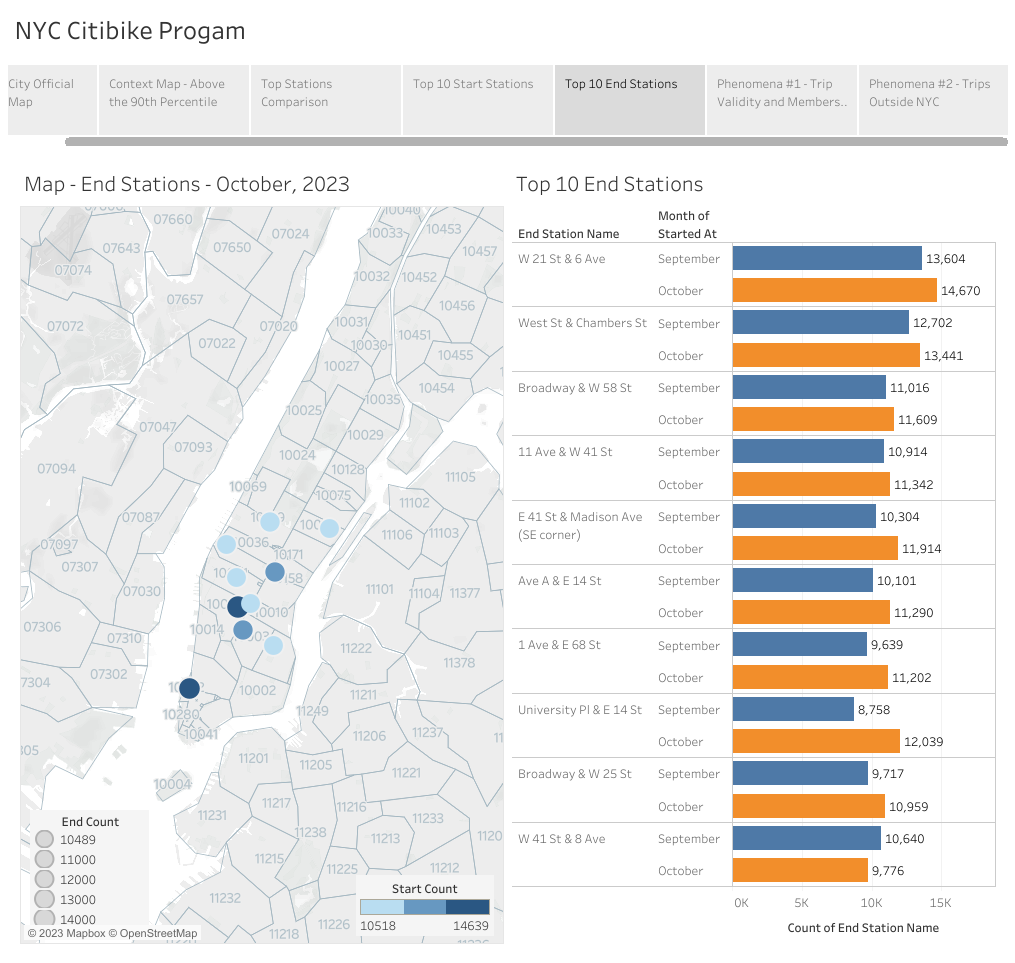 NYC Citibike Progam
City Official
Map
Context Map - Above
the 90th Percentile
Top Stations
Comparison
Top 10 Start Stations
Top 10 End Stations
Phenomena #1 - Trip
Validity and Members..
Phenomena #2 - Trips
Outside NYC
Map - End Stations - October, 2023
07660
07643
07650
07024
10040
10033
10453
10457
07074
10032
10452
07657
10456
07072
07020
07022
10031
10030
10451
10455
10027
10454
10025
10035
07047
07093
10029
10024
07094
10128
11105
10069
10075
11102
07087
11106
11103
07097
07307
10171
07030
11101
11104
11377
10010
07306
07310
10014
11222
11378
07302
10002
11211
10280
11249
10041
11206
11237
11201
11205
11221
10004
11217
11216
11231
11233
11238
11213
11215
11212
11232
11218
11226
End Count
10489
11000
12000
13000
14000
Start Count
10518
14639
© 2023 Mapbox © OpenStreetMap
Top 10 End Stations
End Station Name
Month of
Started At
W 21 St & 6 Ave
September
13,604
October
14,670
West St & Chambers St
September
12,702
October
13,441
Broadway & W 58 St
September
11,016
October
11,609
11 Ave & W 41 St
September
10,914
October
11,342
E 41 St & Madison Ave
(SE corner)
September
10,304
October
11,914
Ave A & E 14 St
September
10,101
October
11,290
1 Ave & E 68 St
September
9,639
October
11,202
University Pl & E 14 St
September
8,758
October
12,039
Broadway & W 25 St
September
9,717
October
10,959
W 41 St & 8 Ave
September
10,640
October
9,776
0K
5K
10K
15K
Count of End Station Name